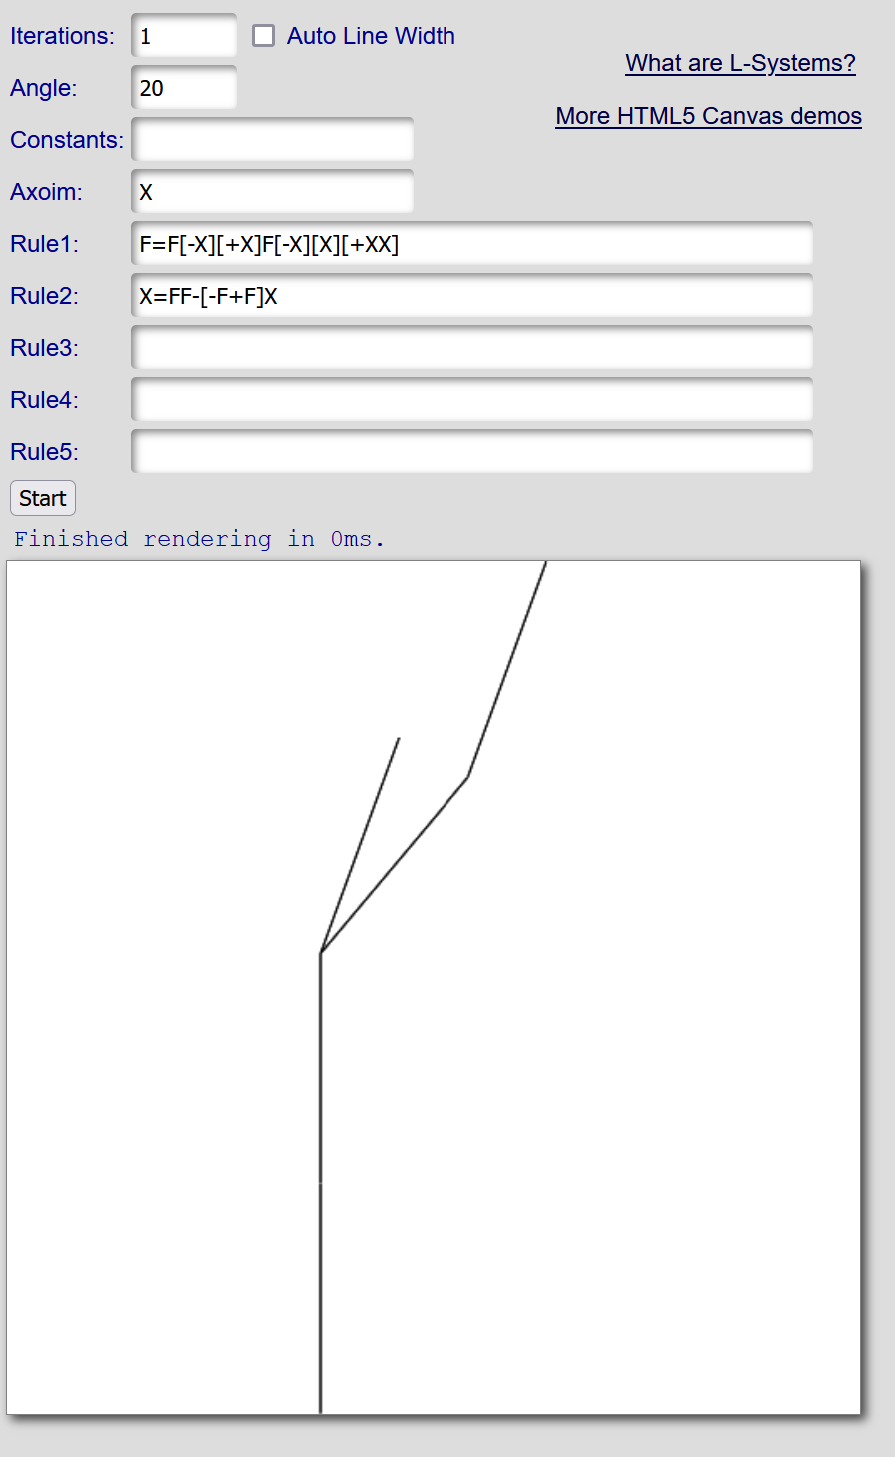 Iterations: 1 Auto Line Width
What are L-Systems?
Angle: 20
More HTML5 Canvas demos
Constants:
Axoim: X
Rule1: F=F[-X][+X]F[-X][X][+XX]
Rule2: X=FF-[-F+F]X
Rule3:
Rule4:
Rule5:
Start
Finished rendering in 0ms.